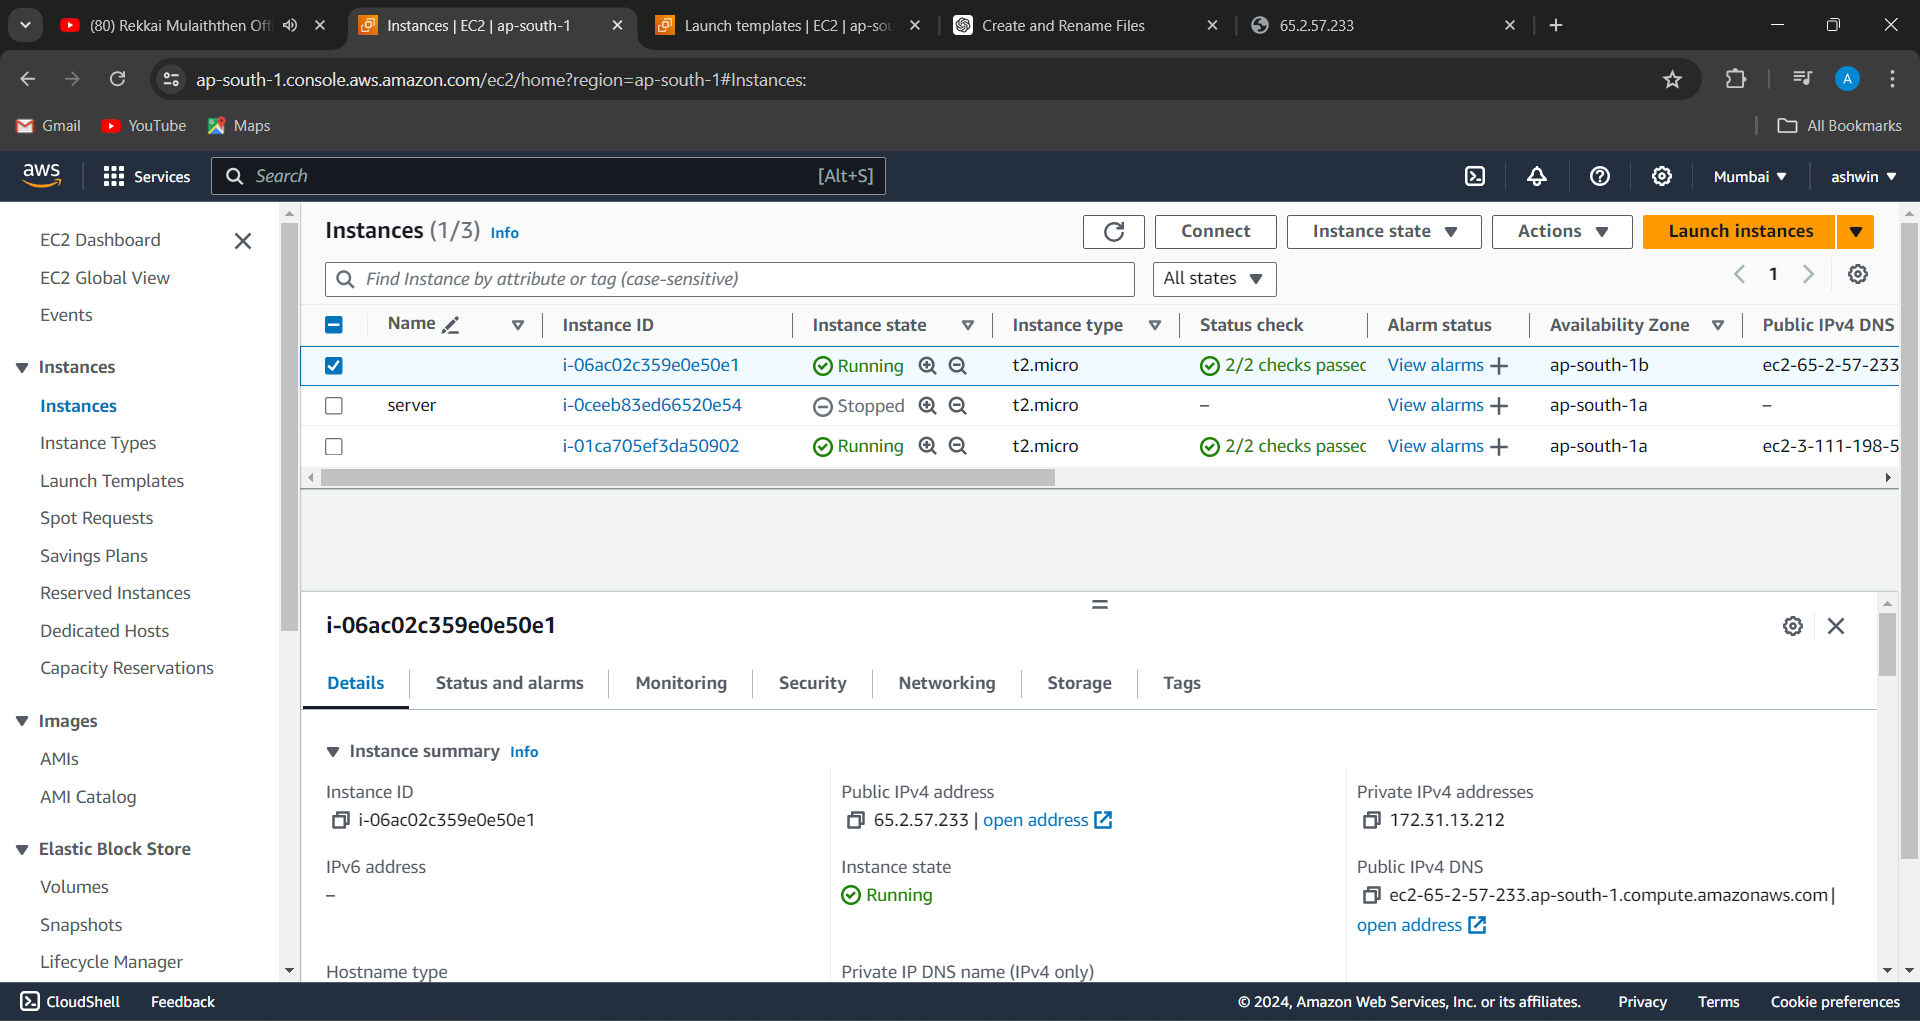 (80) Rekkai Mulaiththen Offi
Instances | EC2 | ap-south-1
Launch templates | EC2 | ap-sou
Create and Rename Files
65.2.57.233
ap-south-1.console.aws.amazon.com/ec2/home?region=ap-south-1#Instances:
A
Gmail
YouTube
Maps
All Bookmarks
aws
Services
Search
[Alt+S]
Mumbai
ashwin
EC2 Dashboard
EC2 Global View
Events
Instances
Instances
Instance Types
Launch Templates
Spot Requests
Savings Plans
Reserved Instances
Dedicated Hosts
Capacity Reservations
Images
AMIs
AMI Catalog
Elastic Block Store
Volumes
Snapshots
Lifecycle Manager
Instances (1/3) Info
Connect
Instance state
Actions
Launch instances
Find Instance by attribute or tag (case-sensitive)
All states
1
Name Instance ID Instance state Instance type Status check Alarm status Availability Zone Public IPv4 DNS
i-06ac02c359e0e50e1 Running t2.micro 2/2 checks passec View alarms ap-south-1b ec2-65-2-57-233
server i-0ceeb83ed66520e54 Stopped t2.micro – View alarms ap-south-1a –
i-01ca705ef3da50902 Running t2.micro 2/2 checks passec View alarms ap-south-1a ec2-3-111-198-5
i-06ac02c359e0e50e1
Details Status and alarms Monitoring Security Networking Storage Tags
Instance summary Info
Instance ID
i-06ac02c359e0e50e1
Public IPv4 address
65.2.57.233 | open address
Private IPv4 addresses
172.31.13.212
IPv6 address
–
Instance state
Running
Public IPv4 DNS
ec2-65-2-57-233.ap-south-1.compute.amazonaws.com |
open address
Hostname type
Private IP DNS name (IPv4 only)
CloudShell
Feedback
© 2024, Amazon Web Services, Inc. or its affiliates.
Privacy
Terms
Cookie preferences